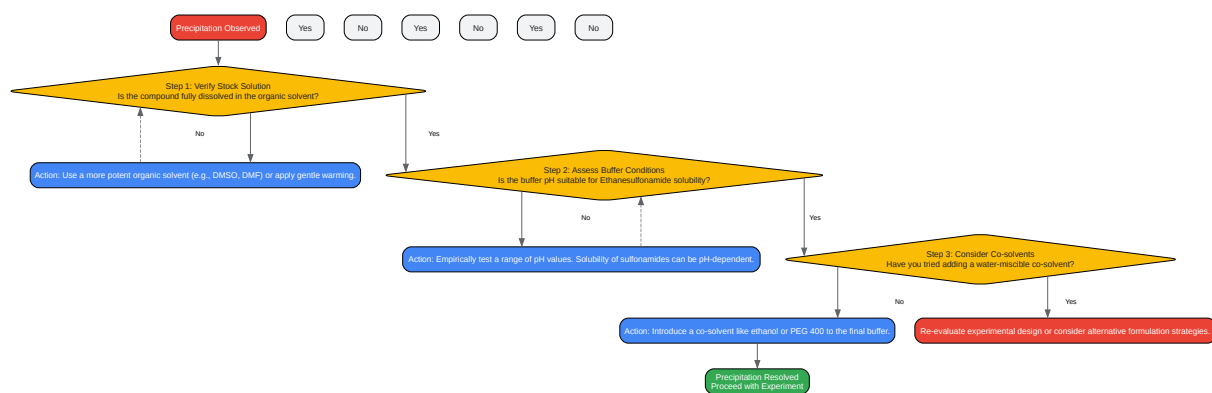 Precipitation Observed
Yes
No
Yes
No
Yes
No
Step 1: Verify Stock Solution
Is the compound fully dissolved in the organic solvent?
No
Yes
Action: Use a more potent organic solvent (e.g., DMSO, DMF) or apply gentle warming.
Step 2: Assess Buffer Conditions
Is the buffer pH suitable for Ethanesulfonamide solubility?
No
Yes
Action: Empirically test a range of pH values. Solubility of sulfonamides can be pH-dependent.
Step 3: Consider Co-solvents
Have you tried adding a water-miscible co-solvent?
No
Yes
Action: Introduce a co-solvent like ethanol or PEG 400 to the final buffer.
Re-evaluate experimental design or consider alternative formulation strategies.
Precipitation Resolved
Proceed with Experiment